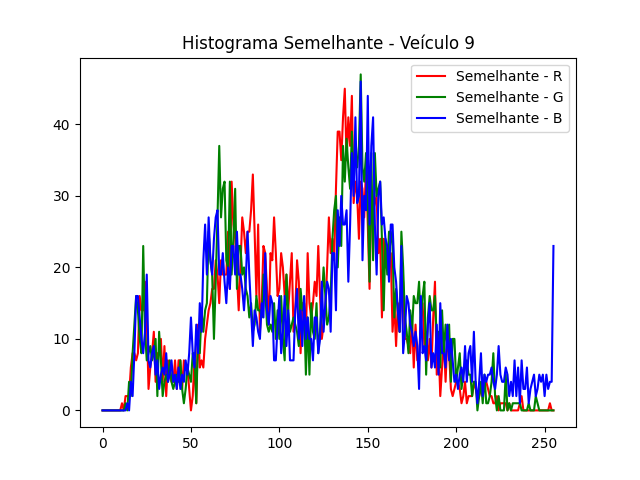 Histograma Semelhante - Veículo 9
Semelhante - R
Semelhante - G
Semelhante - B
40
30
20
10
0
0 50 100 150 200 250